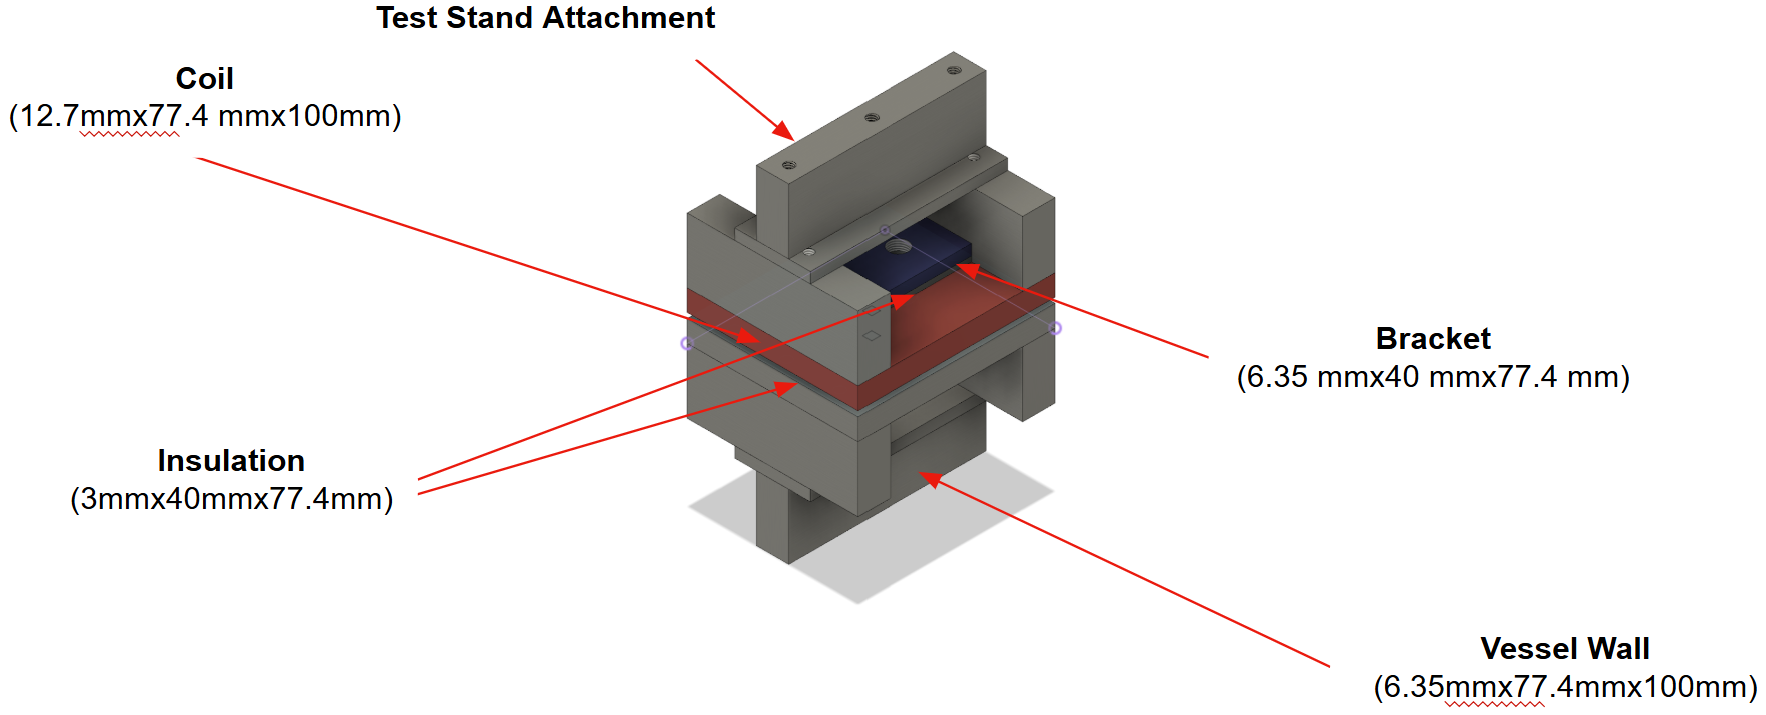 Test Stand Attachment
Coil
(12.7mmx77.4 mmx100mm)
Bracket
(6.35 mmx40 mmx77.4 mm)
Insulation
(3mmx40mmx77.4mm)
Vessel Wall
(6.35mmx77.4mmx100mm)